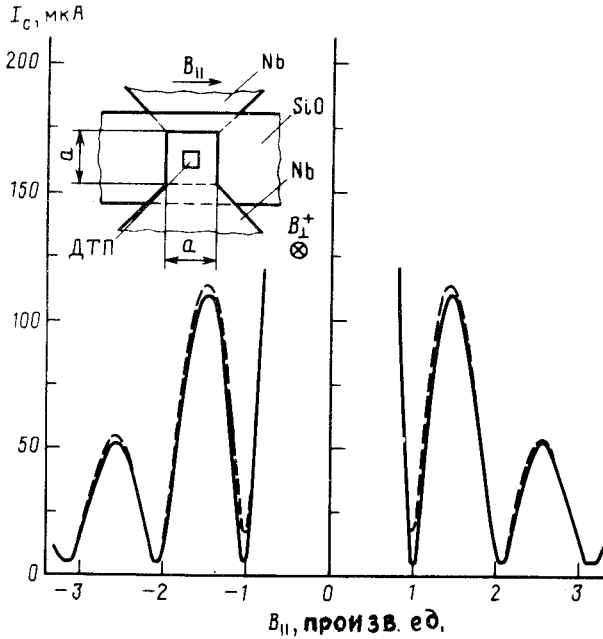 I_C, мкА
200
150
100
50
0
B_||
Nb
SiO
Nb
a
a
ДТП
B_⊥^+
⊗
−3
−2
−1
0
1
2
3
B_||, произв. ед.